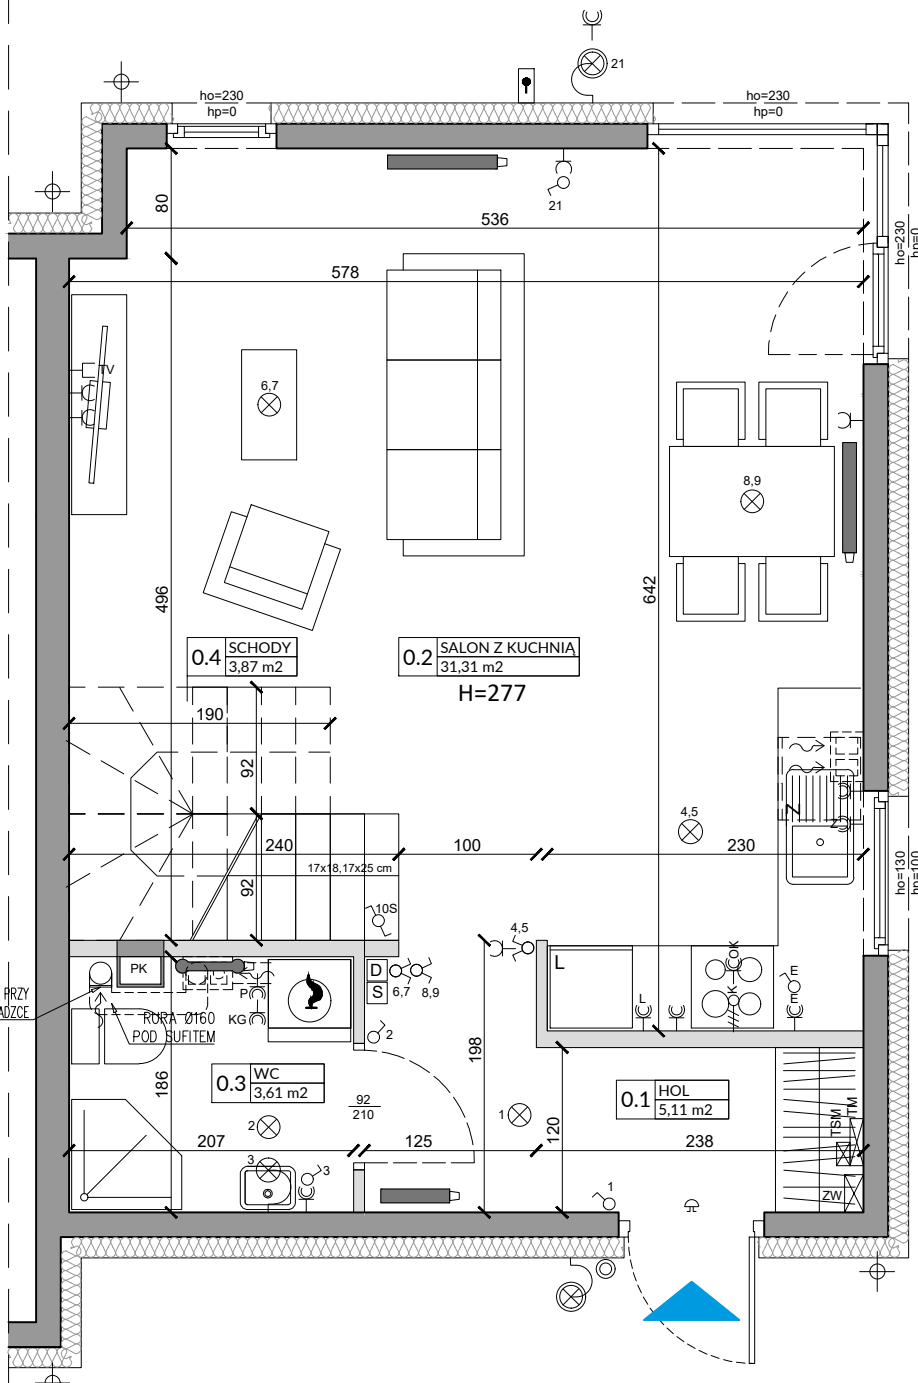 21
ho=230
hp=0
ho=230
hp=0
21
80
536
ho=230
hp=0
578
TV
6,7
8,9
496
642
0.4 SCHODY
3,87 m2
0.2 SALON Z KUCHNIĄ
31,31 m2
H=277
190
92
Z
Z
4,5
240
100
230
17x18,17x25 cm
92
ho=130
hp=100
10S
4,5
PK
D
S
6,7
8,9
L
OK
K
E
E
L
P
KG
PRZY
RURA Ø160
POD SUFITEM
2
198
186
0.3 WC
3,61 m2
92
210
0.1 HOL
5,11 m2
1
120
TSM
TTM
2
207
125
238
3
3
1
ZW